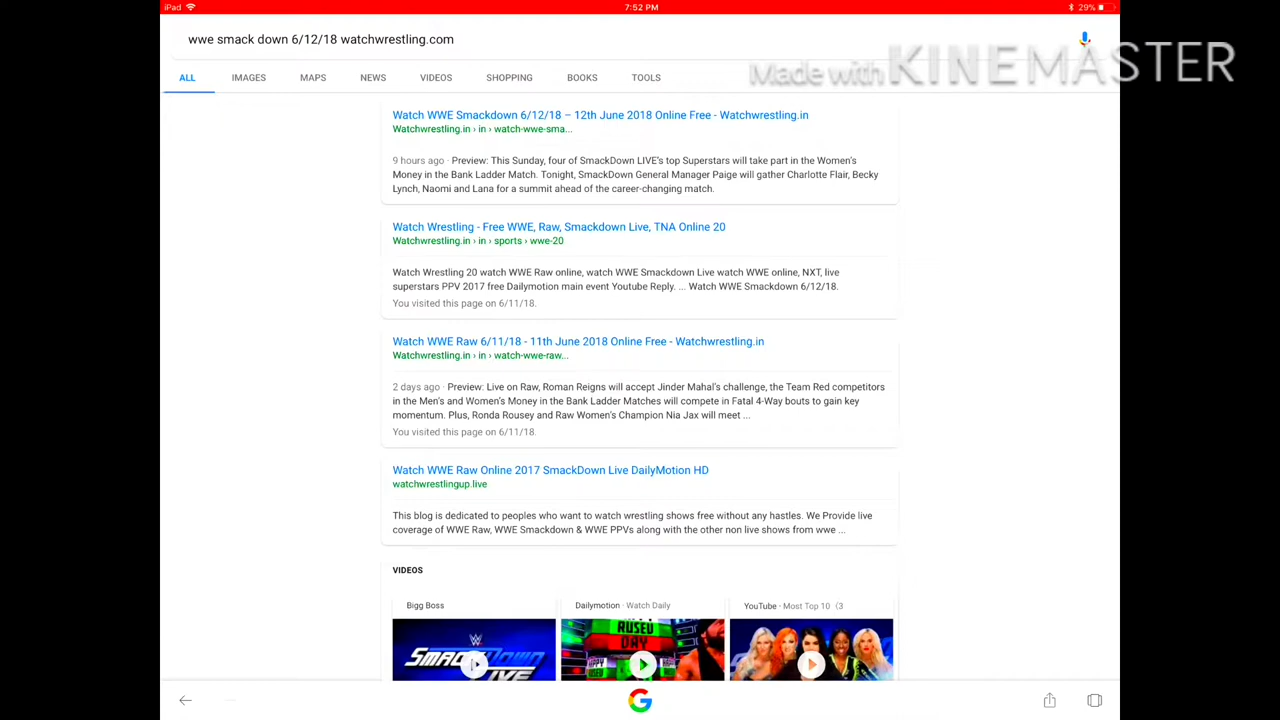 iPad
7:52 PM
29%
wwe smack down 6/12/18 watchwrestling.com
Made with KINEMASTER
ALL IMAGES MAPS NEWS VIDEOS SHOPPING BOOKS TOOLS
Watch WWE Smackdown 6/12/18 – 12th June 2018 Online Free - Watchwrestling.in
Watchwrestling.in › in › watch-wwe-sma...
9 hours ago · Preview: This Sunday, four of SmackDown LIVE's top Superstars will take part in the Women's
Money in the Bank Ladder Match. Tonight, SmackDown General Manager Paige will gather Charlotte Flair, Becky
Lynch, Naomi and Lana for a summit ahead of the career-changing match.
Watch Wrestling - Free WWE, Raw, Smackdown Live, TNA Online 20
Watchwrestling.in › in › sports › wwe-20
Watch Wrestling 20 watch WWE Raw online, watch WWE Smackdown Live watch WWE online, NXT, live
superstars PPV 2017 free Dailymotion main event Youtube Reply. ... Watch WWE Smackdown 6/12/18.
You visited this page on 6/11/18.
Watch WWE Raw 6/11/18 - 11th June 2018 Online Free - Watchwrestling.in
Watchwrestling.in › in › watch-wwe-raw...
2 days ago · Preview: Live on Raw, Roman Reigns will accept Jinder Mahal's challenge, the Team Red competitors
in the Men's and Women's Money in the Bank Ladder Matches will compete in Fatal 4-Way bouts to gain key
momentum. Plus, Ronda Rousey and Raw Women's Champion Nia Jax will meet ...
You visited this page on 6/11/18.
Watch WWE Raw Online 2017 SmackDown Live DailyMotion HD
watchwrestlingup.live
This blog is dedicated to peoples who want to watch wrestling shows free without any hastles. We Provide live
coverage of WWE Raw, WWE Smackdown & WWE PPVs along with the other non live shows from wwe ...
VIDEOS
Bigg Boss
Dailymotion · Watch Daily
YouTube · Most Top 10 (3
SMACKDOWN LIVE
HAPPY RUSEV DAY
G